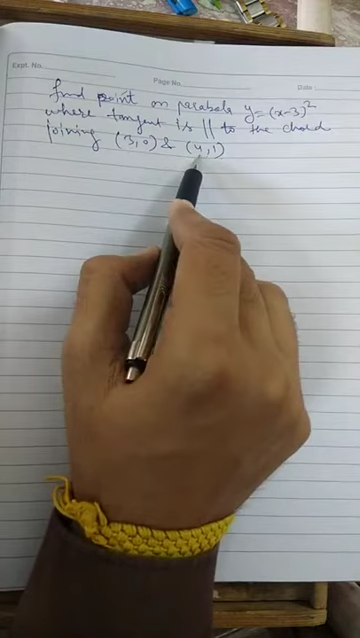 Expt. No.
Page No.
Date :
find point on parabola y=(x-3)²
where tangent is || to the chord
joining (3,0) & (4,1)